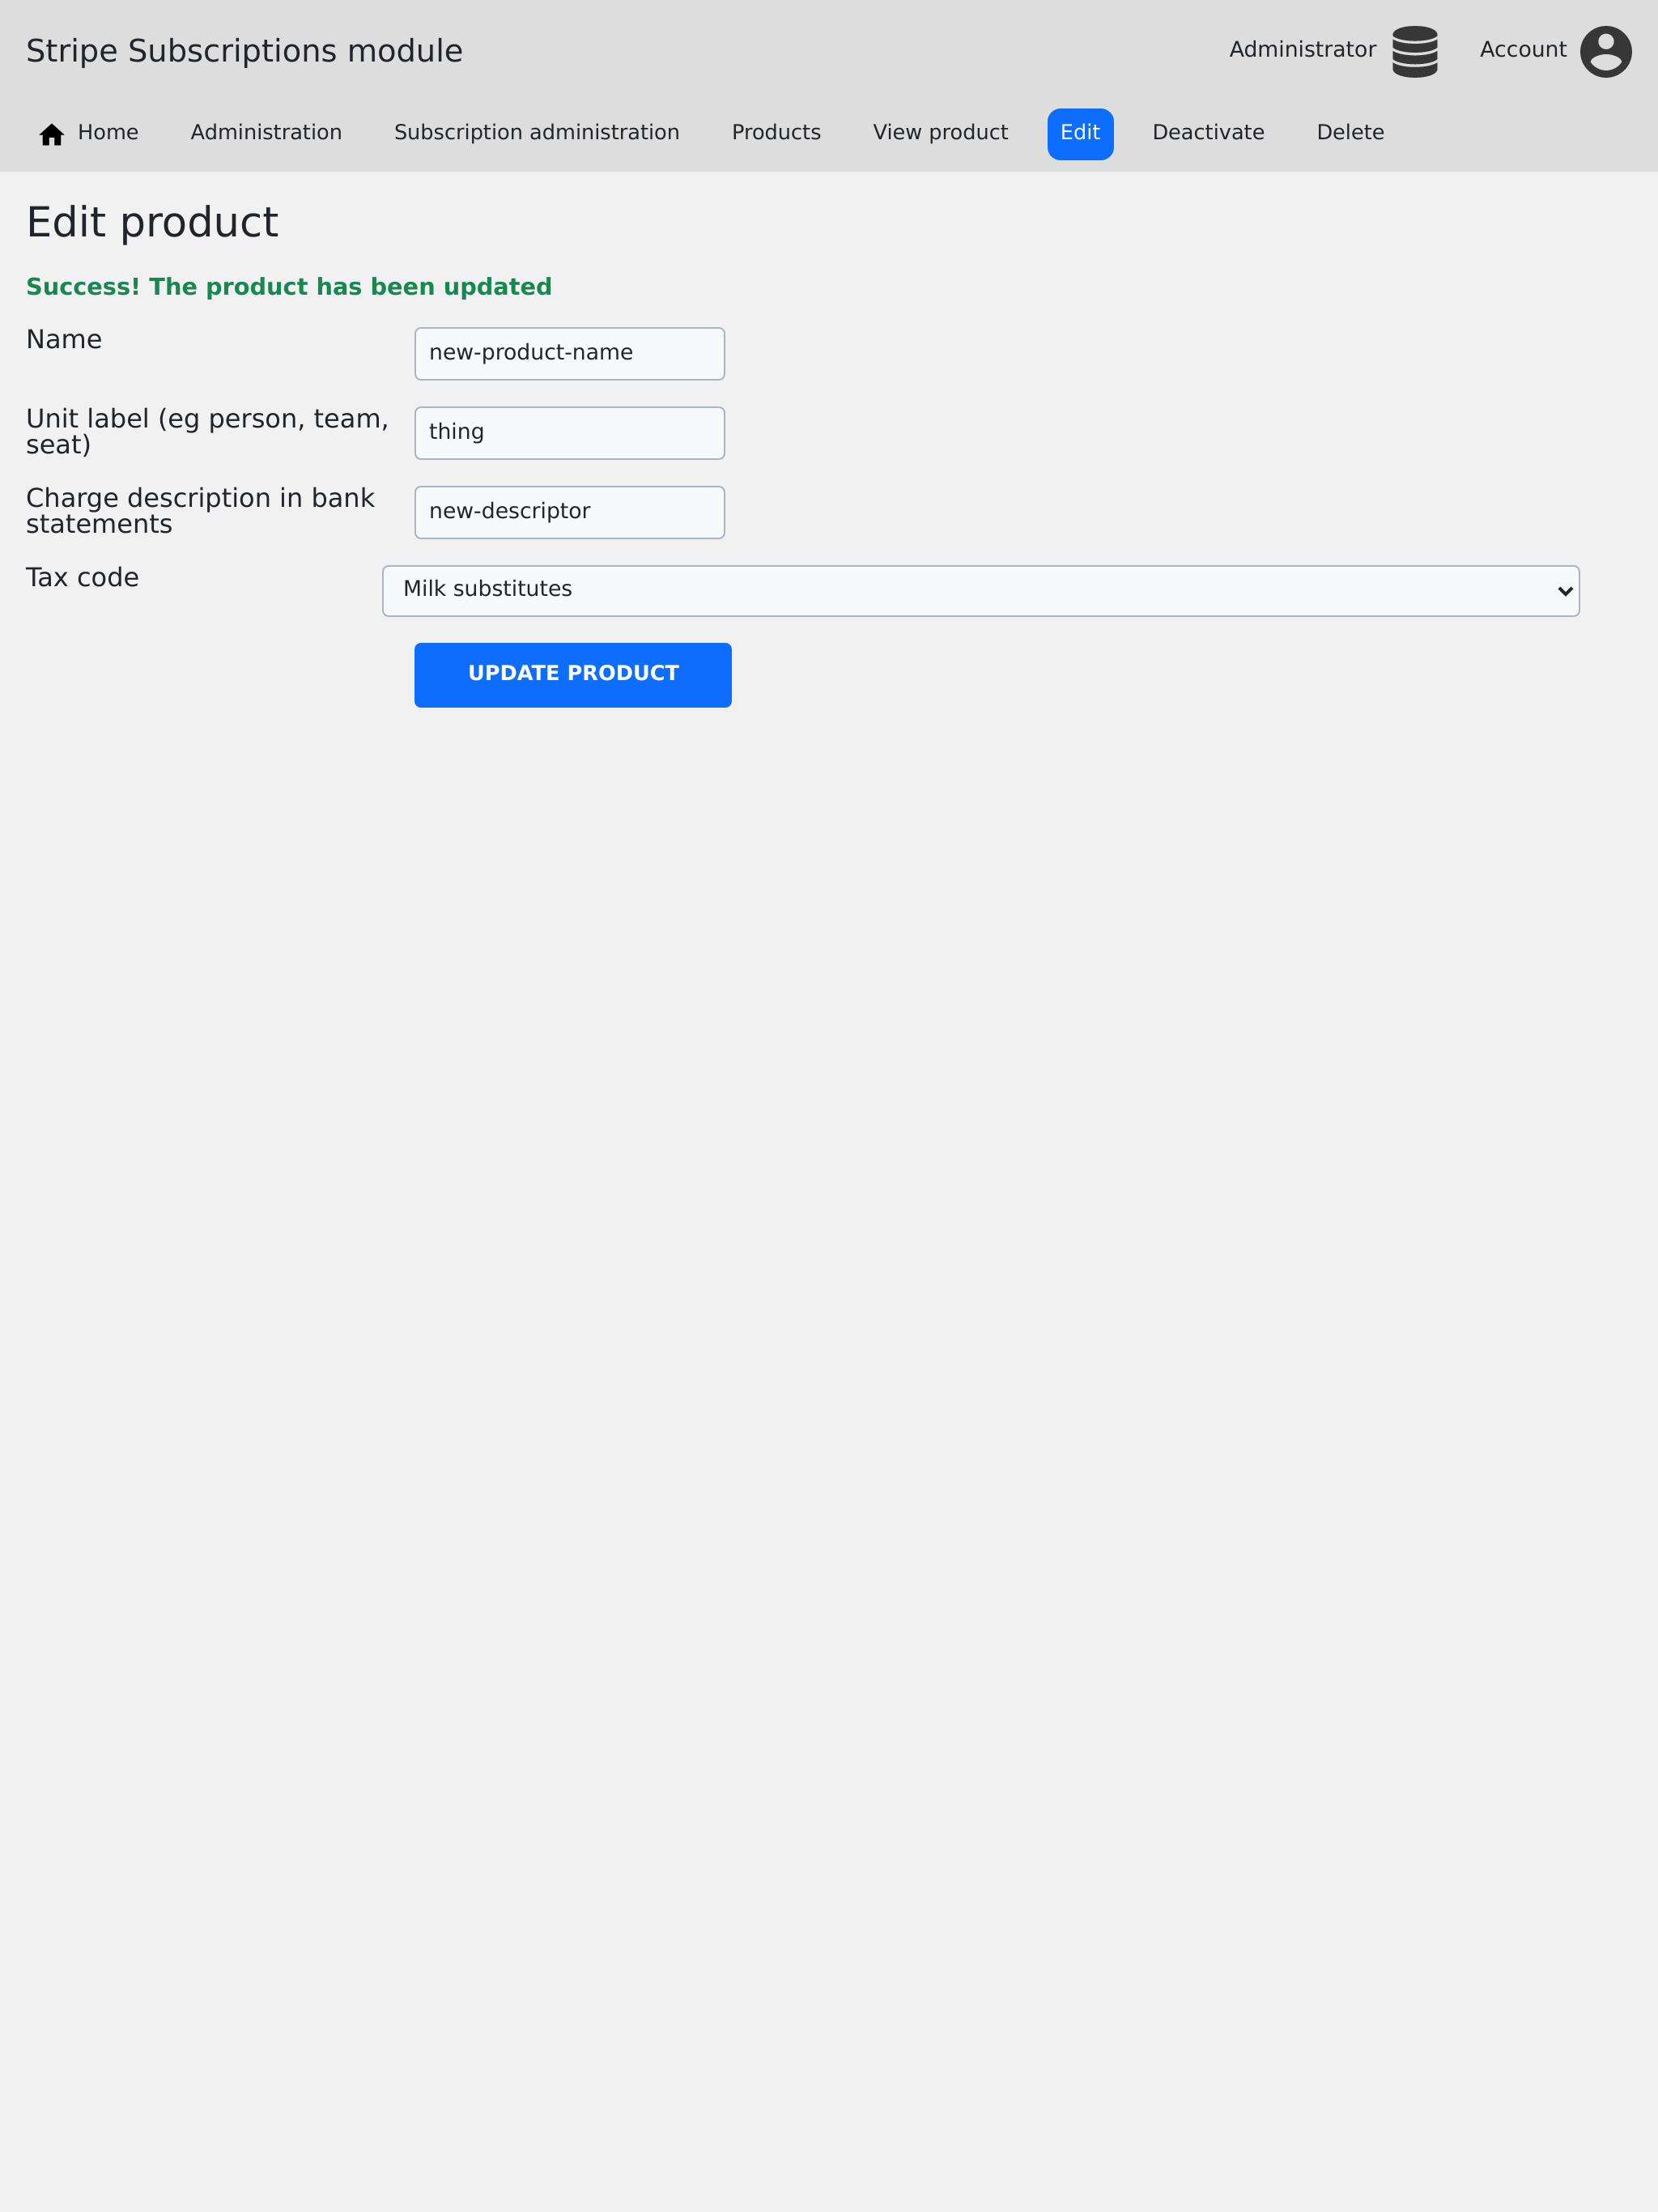 Stripe Subscriptions module
Administrator
Account
Home
Administration
Subscription administration
Products
View product
Edit
Deactivate
Delete
Edit product
Success! The product has been updated
Name
new-product-name
Unit label (eg person, team,
seat)
thing
Charge description in bank
statements
new-descriptor
Tax code
Milk substitutes
UPDATE PRODUCT